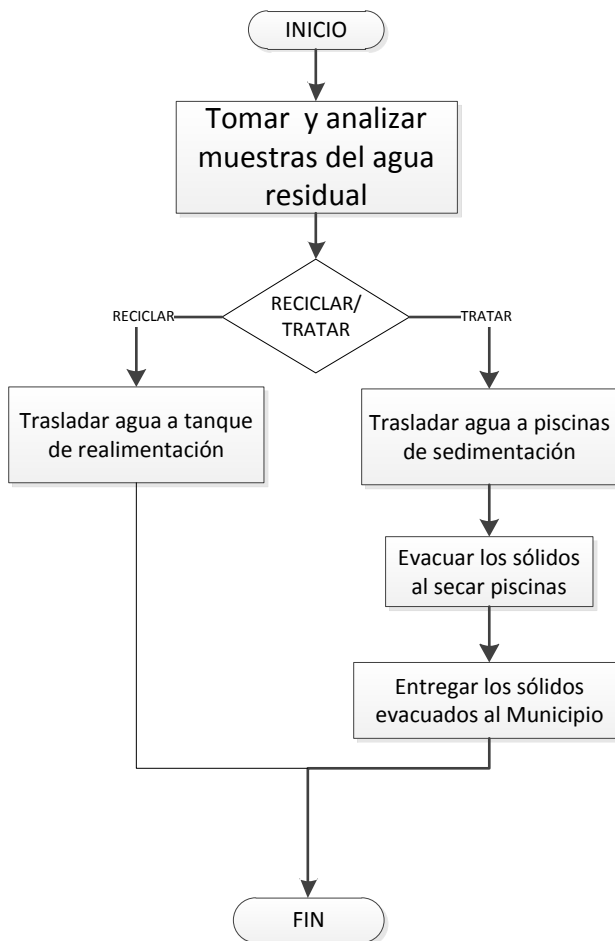 INICIO
Tomar y analizar
muestras del agua
residual
RECICLAR/
TRATAR
RECICLAR
TRATAR
Trasladar agua a tanque
de realimentación
Trasladar agua a piscinas
de sedimentación
Evacuar los sólidos
al secar piscinas
Entregar los sólidos
evacuados al Municipio
FIN